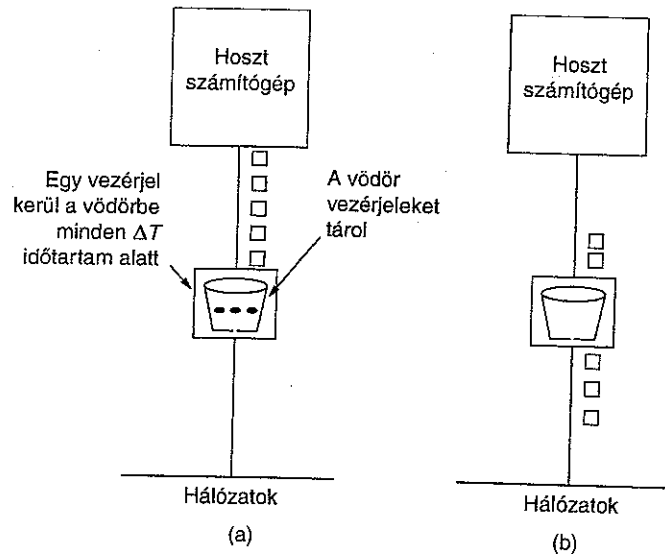 Hoszt
számítógép
Egy vezérjel
kerül a vödörbe
minden ΔT
időtartam alatt
A vödör
vezérjeleket
tárol
Hálózatok
(a)
Hoszt
számítógép
Hálózatok
(b)